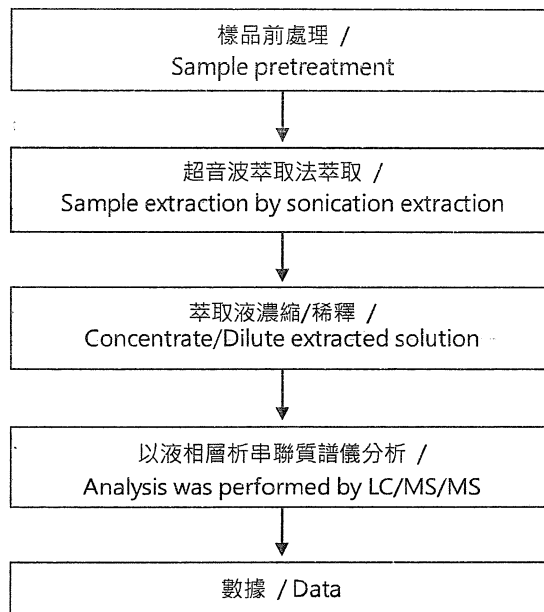 樣品前處理 /
Sample pretreatment
超音波萃取法萃取 /
Sample extraction by sonication extraction
萃取液濃縮/稀釋 /
Concentrate/Dilute extracted solution
以液相層析串聯質譜儀分析 /
Analysis was performed by LC/MS/MS
數據 / Data